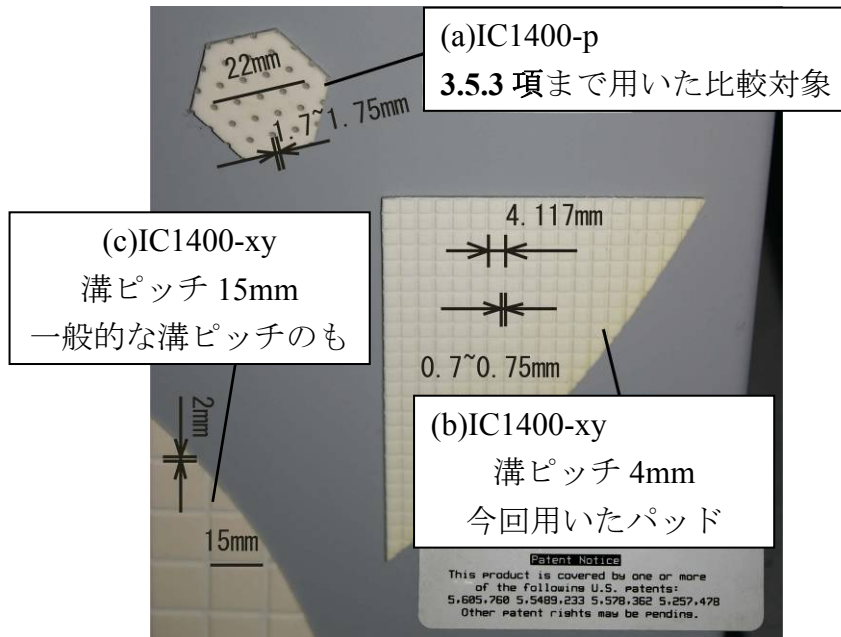 (a)IC1400-p
3.5.3 項まで用いた比較対象
22mm
1.7~1.75mm
4.117mm
(c)IC1400-xy
溝ピッチ 15mm
一般的な溝ピッチのも
0.7~0.75mm
2mm
(b)IC1400-xy
溝ピッチ 4mm
今回用いたパッド
15mm
Patent Notice
This product is covered by one or more
of the following U.S. patents:
5,605,760 5,5489,233 5,578,362 5,257,478
Other patent rights may be pending.